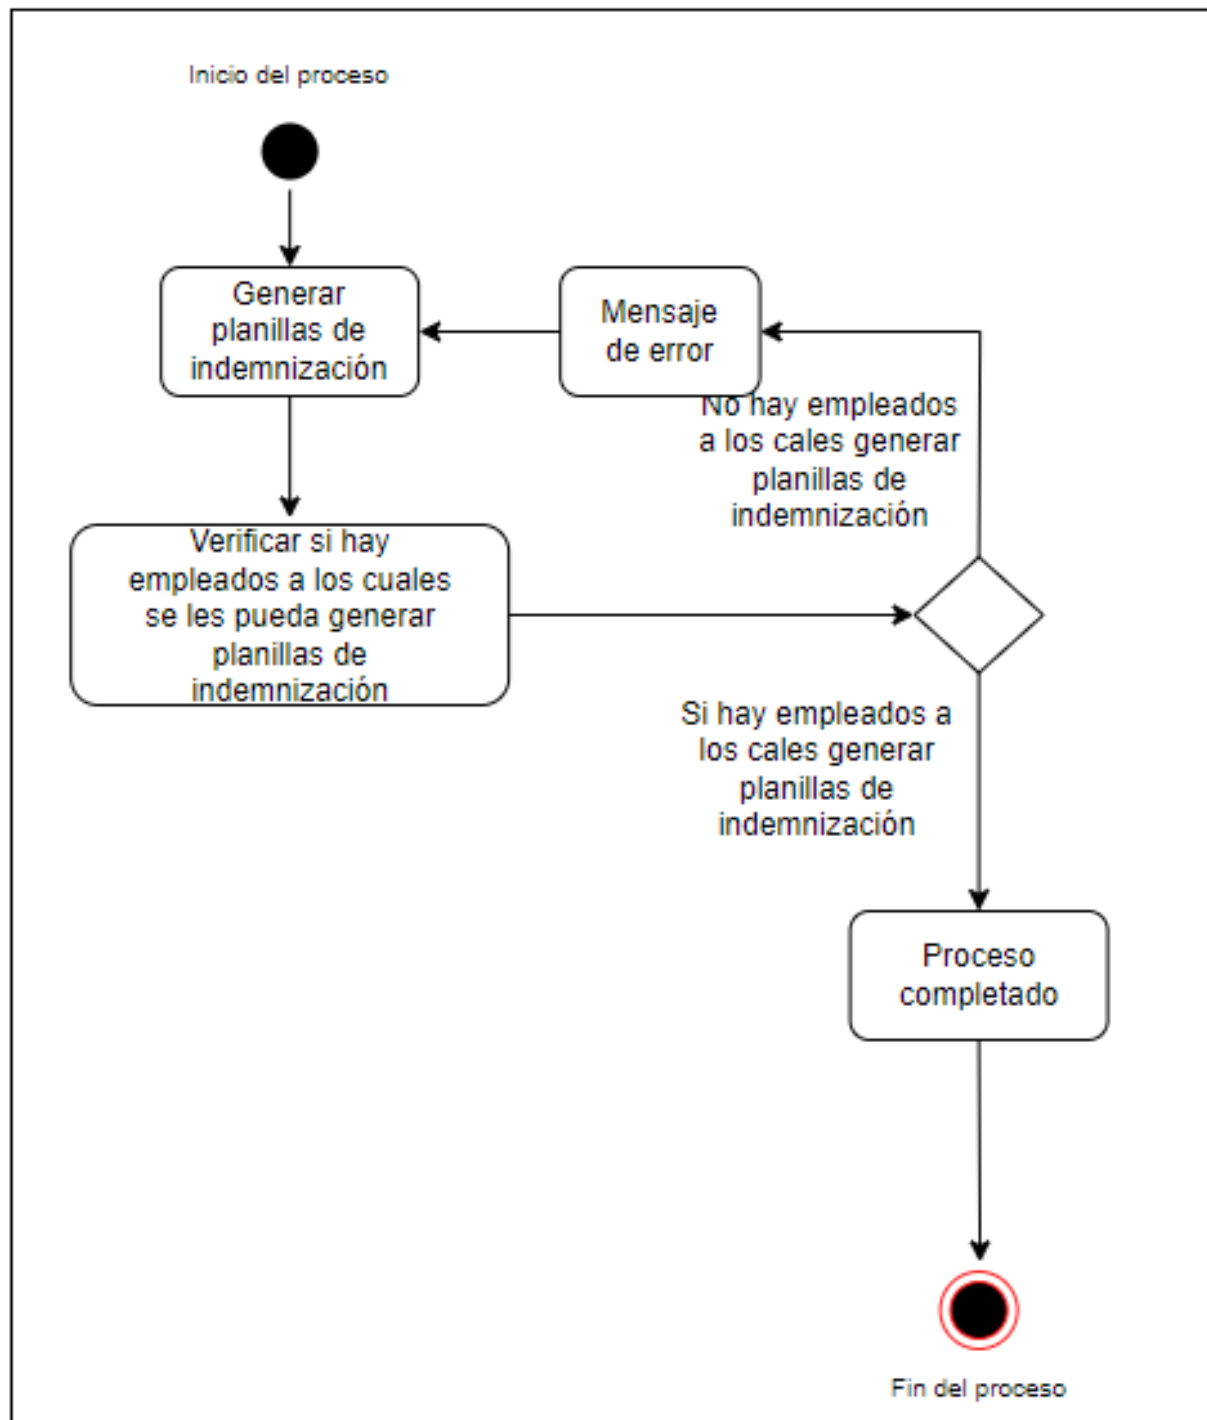 Inicio del proceso
Generar
planillas de
indemnización
Mensaje
de error
No hay empleados
a los cales generar
planillas de
indemnización
Verificar si hay
empleados a los cuales
se les pueda generar
planillas de
indemnización
Si hay empleados a
los cales generar
planillas de
indemnización
Proceso
completado
Fin del proceso